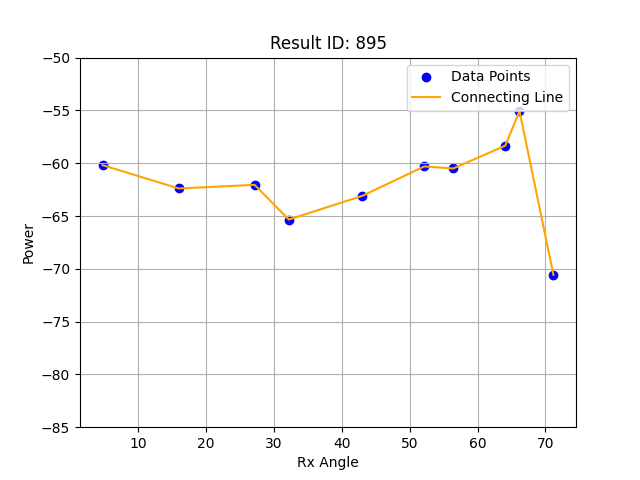 Result ID: 895
Data Points
Connecting Line
Power
−50
−55
−60
−65
−70
−75
−80
−85
10 20 30 40 50 60 70
Rx Angle